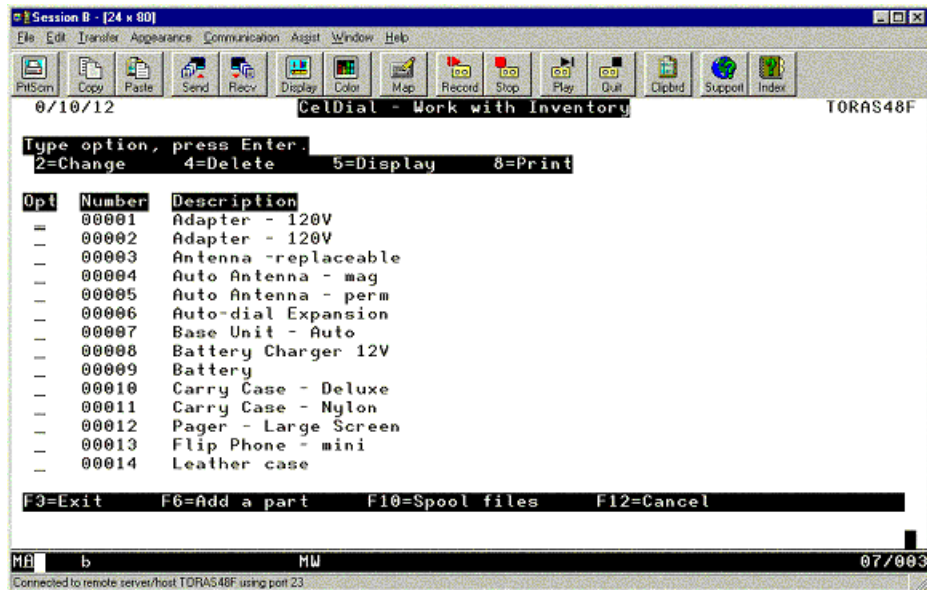 Session B - [24 x 80]
File Edit Transfer Appearance Communication Assist Window Help
PrtScrn Copy Paste Send Recv Display Color Map Record Stop Play Quit Clipbrd Support Index
0/10/12 CelDial - Work with Inventory TORAS48F
Type option, press Enter.
2=Change 4=Delete 5=Display 8=Print
Opt Number Description
_ 00001 Adapter - 120V
_ 00002 Adapter - 120V
_ 00003 Antenna -replaceable
_ 00004 Auto Antenna - mag
_ 00005 Auto Antenna - perm
_ 00006 Auto-dial Expansion
_ 00007 Base Unit - Auto
_ 00008 Battery Charger 12V
_ 00009 Battery
_ 00010 Carry Case - Deluxe
_ 00011 Carry Case - Nylon
_ 00012 Pager - Large Screen
_ 00013 Flip Phone - mini
_ 00014 Leather case
F3=Exit F6=Add a part F10=Spool files F12=Cancel
MA b MW 07/003
Connected to remote server/host TORAS48F using port 23